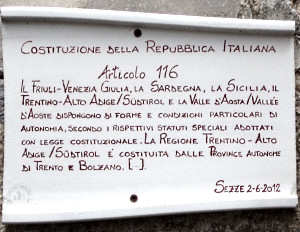 Costituzione della Repubblica Italiana
Articolo 116
Il Friuli-Venezia Giulia, la Sardegna, la Sicilia, il
Trentino-Alto Adige/Südtirol e la Valle d'Aosta/Vallée
d'Aoste dispongono di forme e condizioni particolari di
autonomia, secondo i rispettivi statuti speciali adottati
con legge costituzionale. La Regione Trentino-Alto
Adige/Südtirol è costituita dalle Province autonome
di Trento e Bolzano. [...]
Sezze 2-6-2012